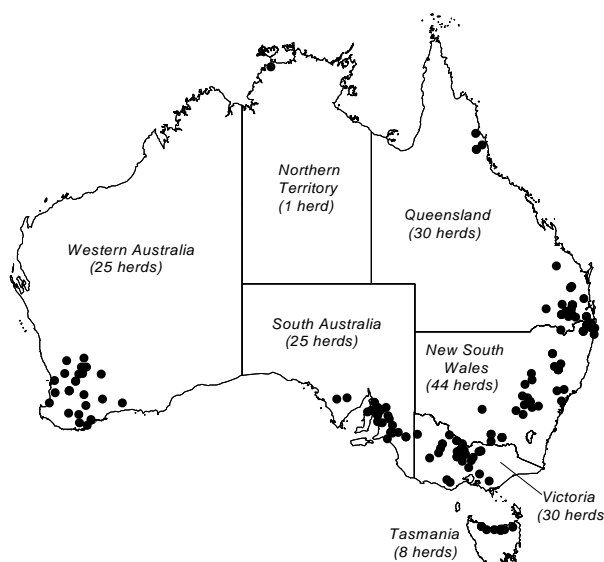 Northern
Territory
(1 herd)
Queensland
(30 herds)
Western Australia
(25 herds)
South Australia
(25 herds)
New South
Wales
(44 herds)
Victoria
(30 herds
Tasmania
(8 herds)